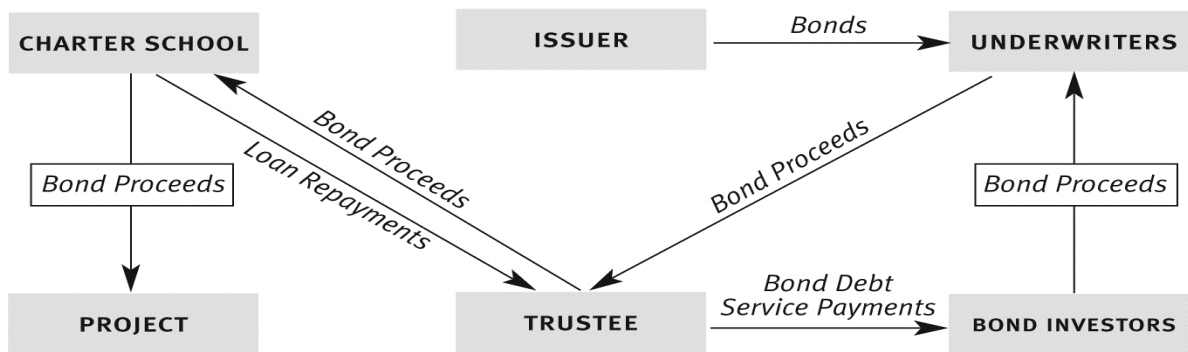 CHARTER SCHOOL
ISSUER
Bonds
UNDERWRITERS
Bond Proceeds
Bond Proceeds
Loan Repayments
Bond Proceeds
Bond Proceeds
PROJECT
TRUSTEE
Bond Debt
Service Payments
BOND INVESTORS